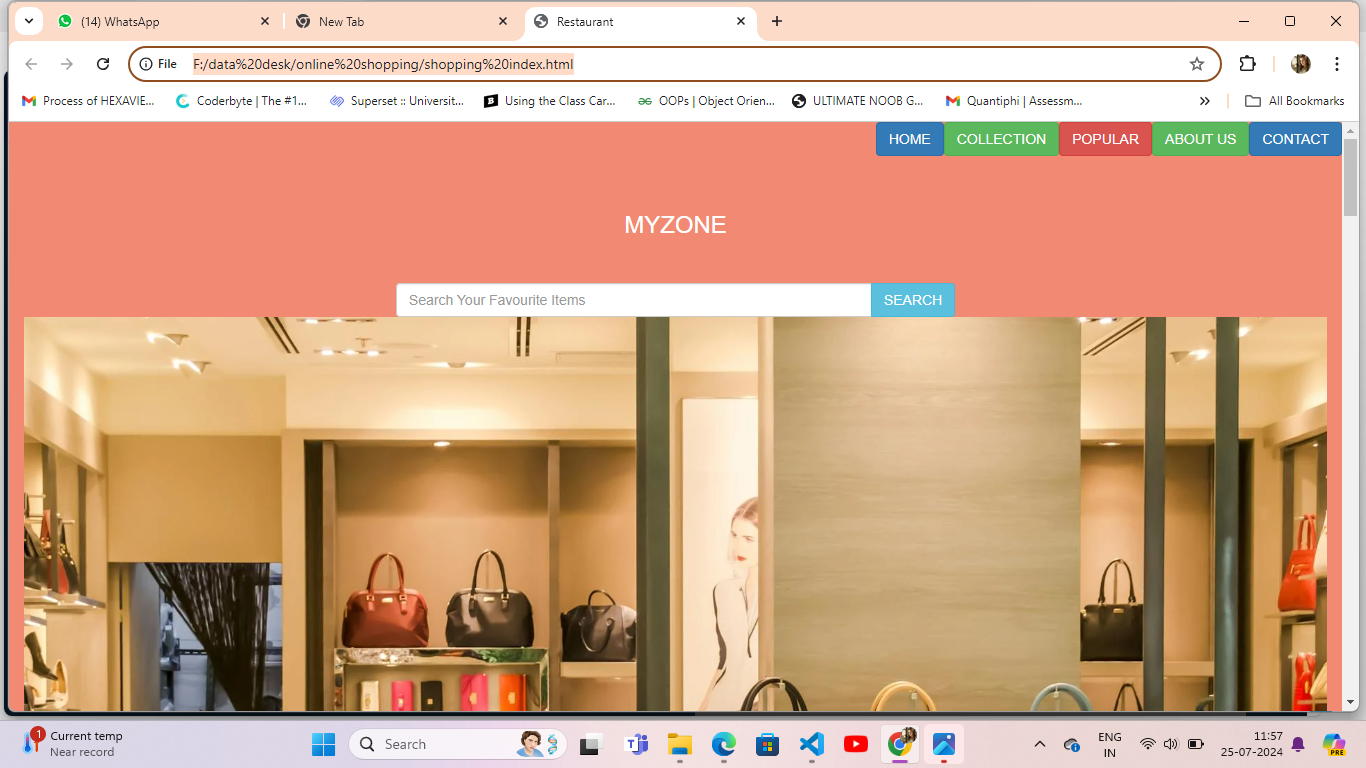 (14) WhatsApp
New Tab
Restaurant
File
F:/data%20desk/online%20shopping/shopping%20index.html
Process of HEXAVIE...
Coderbyte | The #1...
Superset :: Universit...
Using the Class Car...
OOPs | Object Orien...
ULTIMATE NOOB G...
Quantiphi | Assessm...
All Bookmarks
HOME
COLLECTION
POPULAR
ABOUT US
CONTACT
MYZONE
Search Your Favourite Items
SEARCH
1
Current temp
Near record
Search
ENG
IN
11:57
25-07-2024
PRE